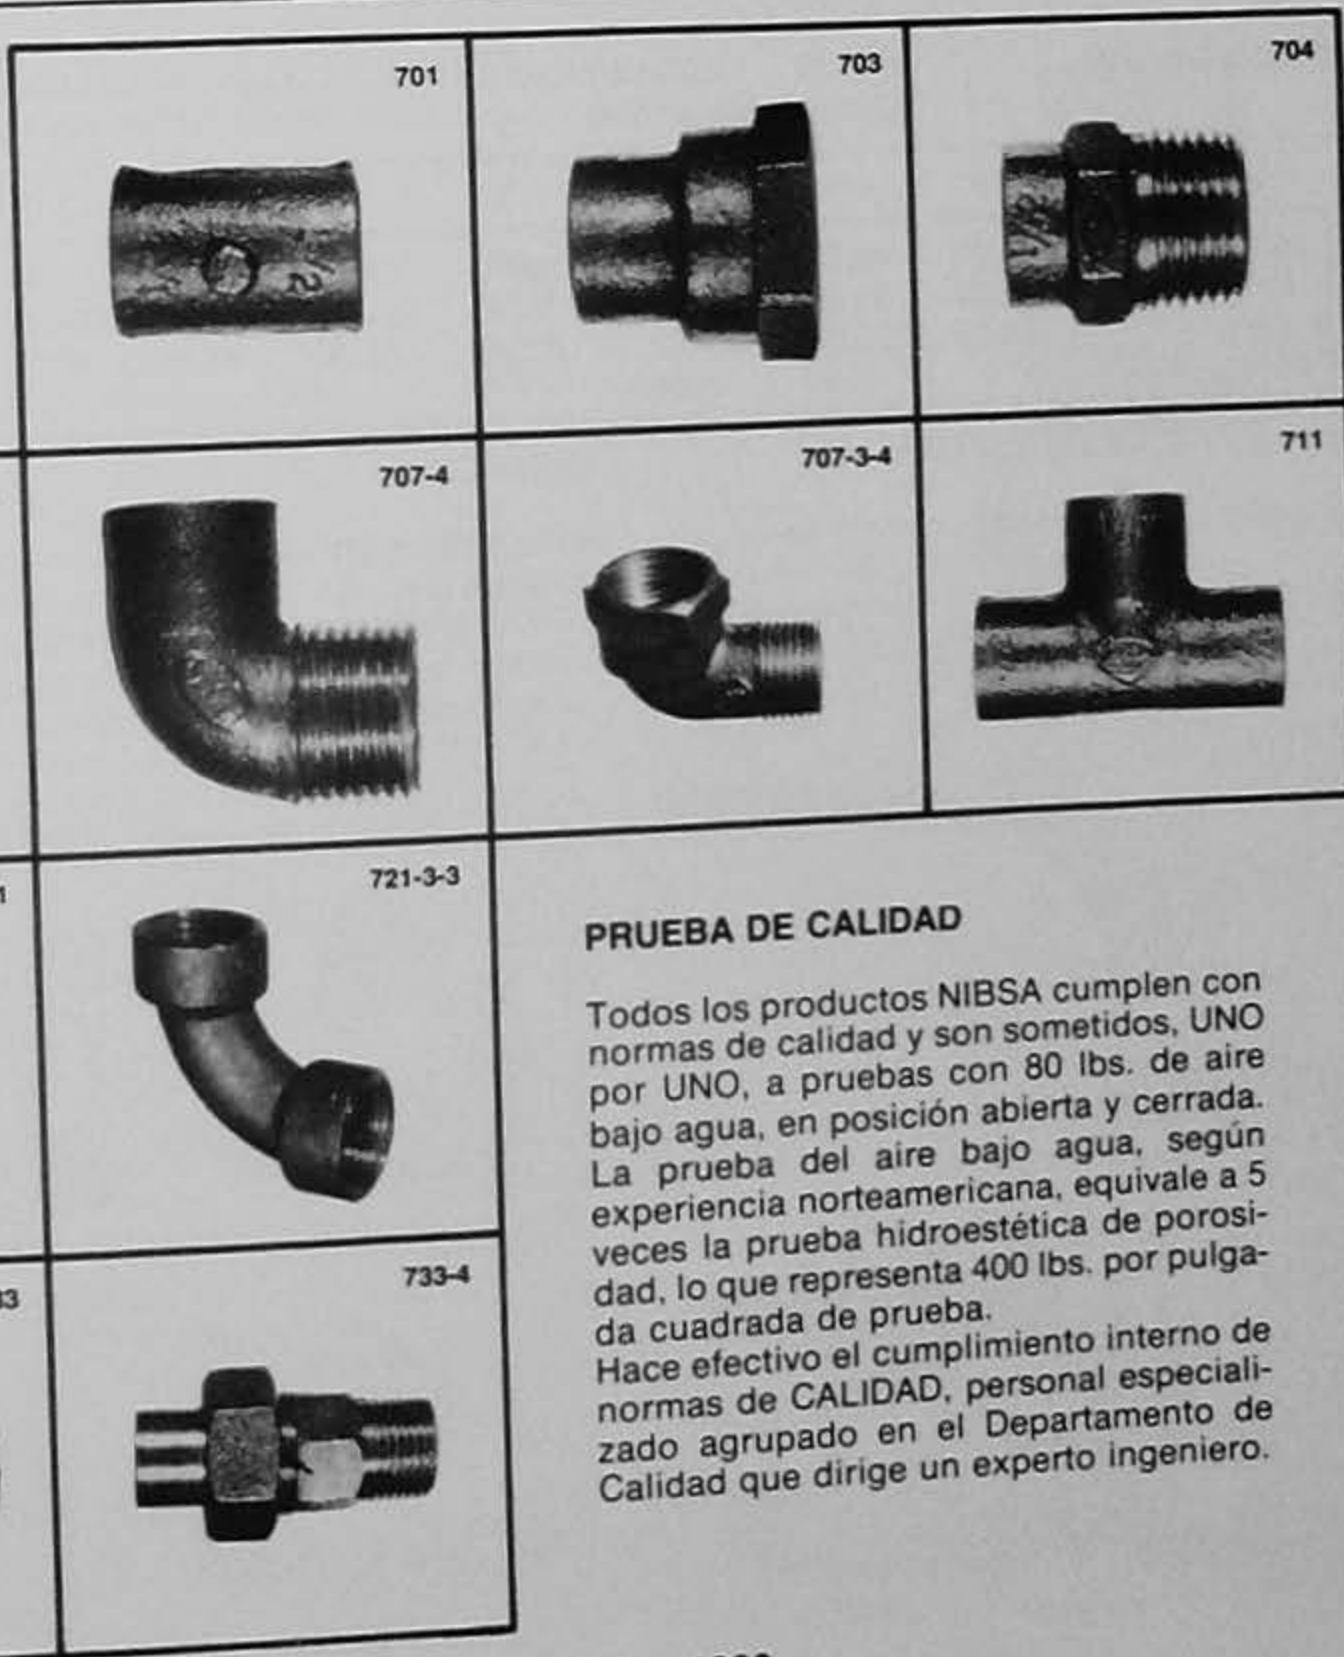 701
703
704
707-4
707-3-4
711
721-3-3
733-4
1/2
1 1/2
PRUEBA DE CALIDAD
Todos los productos NIBSA cumplen con
normas de calidad y son sometidos, UNO
por UNO, a pruebas con 80 lbs. de aire
bajo agua, en posición abierta y cerrada.
La prueba del aire bajo agua, según
experiencia norteamericana, equivale a 5
veces la prueba hidroestética de porosi-
dad, lo que representa 400 lbs. por pulga-
da cuadrada de prueba.
Hace efectivo el cumplimiento interno de
normas de CALIDAD, personal especiali-
zado agrupado en el Departamento de
Calidad que dirige un experto ingeniero.